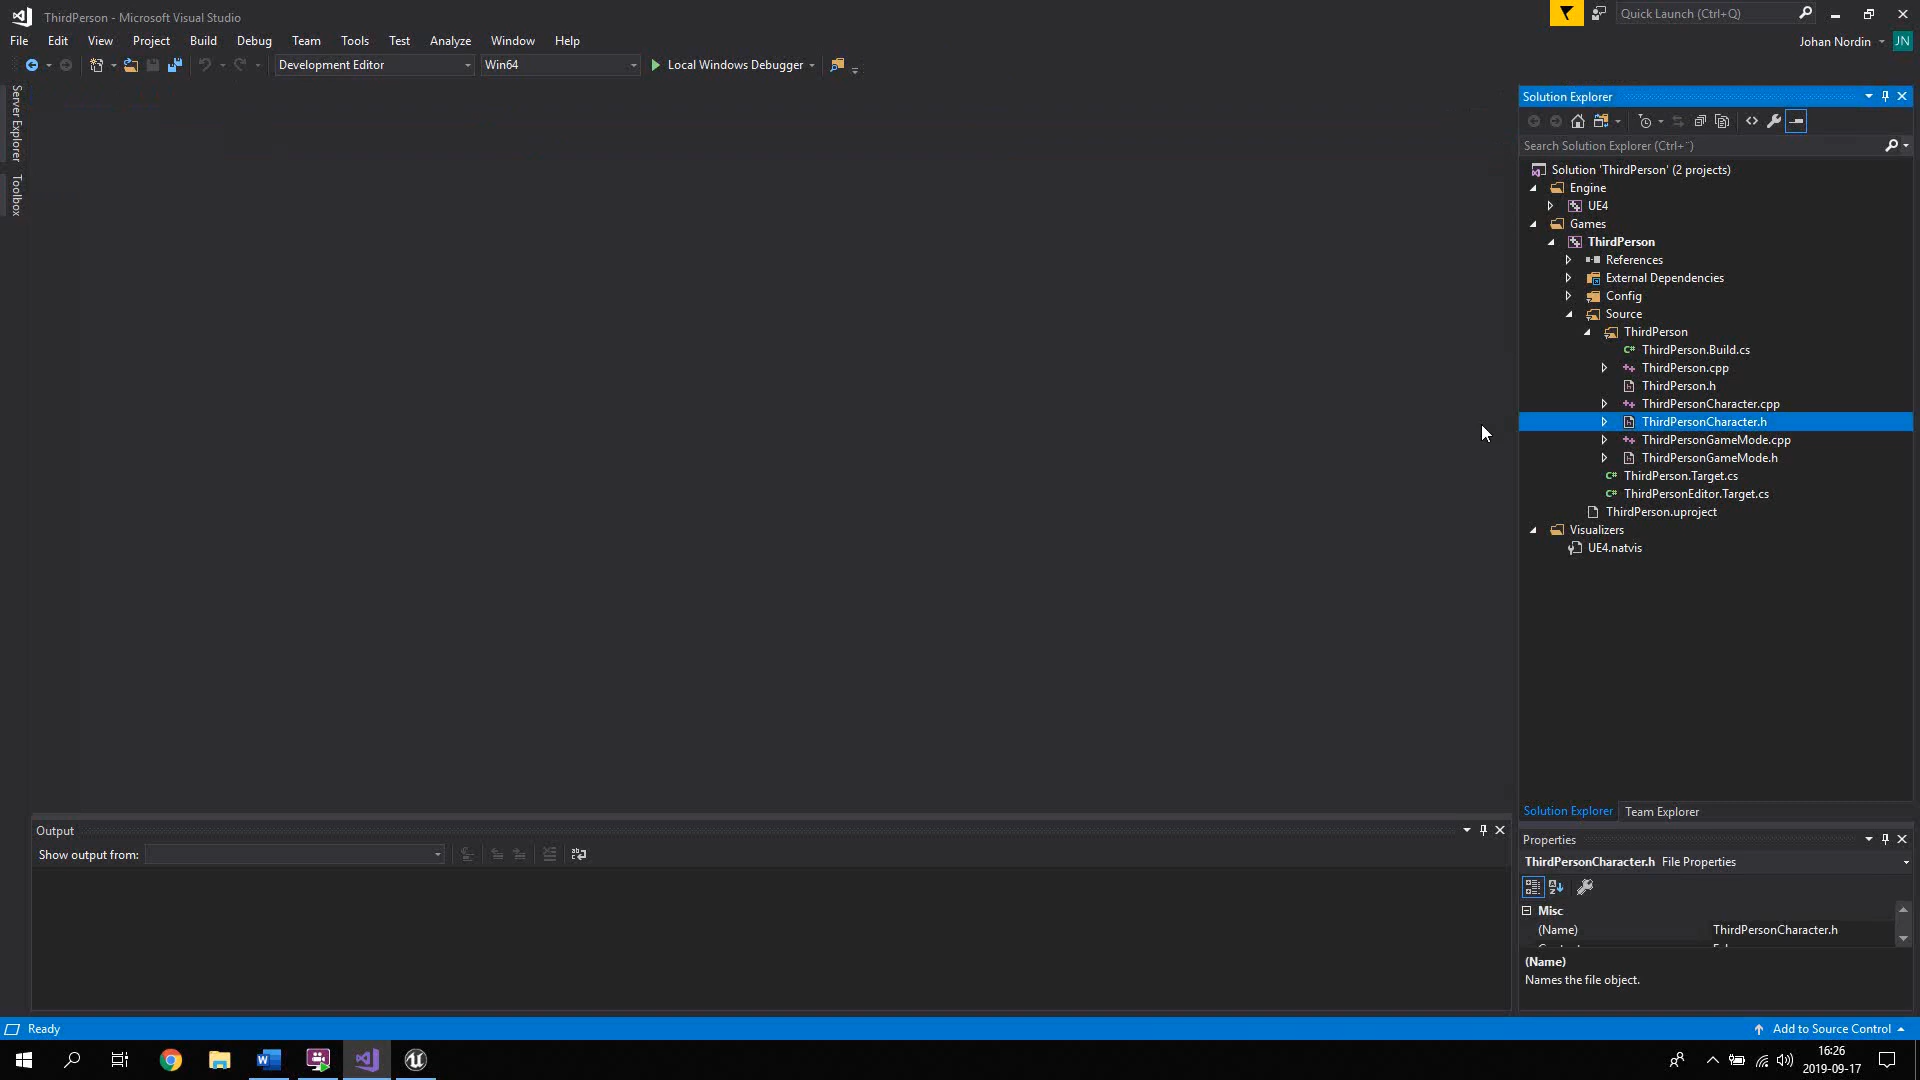 ThirdPerson - Microsoft Visual Studio
Quick Launch (Ctrl+Q)
File Edit View Project Build Debug Team Tools Test Analyze Window Help
Johan Nordin JN
Development Editor Win64 Local Windows Debugger
Server Explorer
Toolbox
Solution Explorer
Search Solution Explorer (Ctrl+¨)
Solution 'ThirdPerson' (2 projects)
Engine
UE4
Games
ThirdPerson
References
External Dependencies
Config
Source
ThirdPerson
C# ThirdPerson.Build.cs
++ ThirdPerson.cpp
h ThirdPerson.h
++ ThirdPersonCharacter.cpp
h ThirdPersonCharacter.h
++ ThirdPersonGameMode.cpp
h ThirdPersonGameMode.h
C# ThirdPerson.Target.cs
C# ThirdPersonEditor.Target.cs
ThirdPerson.uproject
Visualizers
UE4.natvis
Solution Explorer Team Explorer
Output
Show output from:
Properties
ThirdPersonCharacter.h File Properties
Misc
(Name) ThirdPersonCharacter.h
(Name)
Names the file object.
Ready
Add to Source Control
16:26
2019-09-17